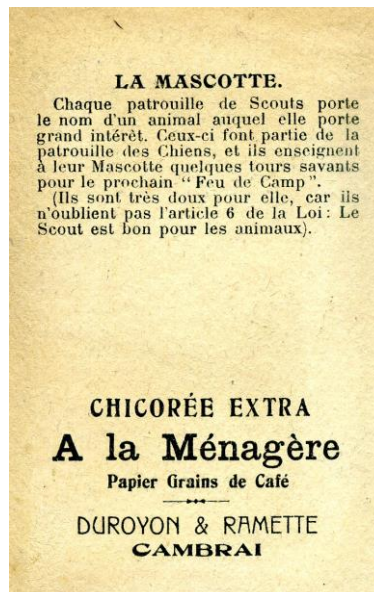 LA MASCOTTE.
Chaque patrouille de Scouts porte
le nom d'un animal auquel elle porte
grand intérêt. Ceux-ci font partie de la
patrouille des Chiens, et ils enseignent
à leur Mascotte quelques tours savants
pour le prochain "Feu de Camp".
(Ils sont très doux pour elle, car ils
n'oublient pas l'article 6 de la Loi : Le
Scout est bon pour les animaux).
CHICORÉE EXTRA
A la Ménagère
Papier Grains de Café
DUROYON & RAMETTE
CAMBRAI